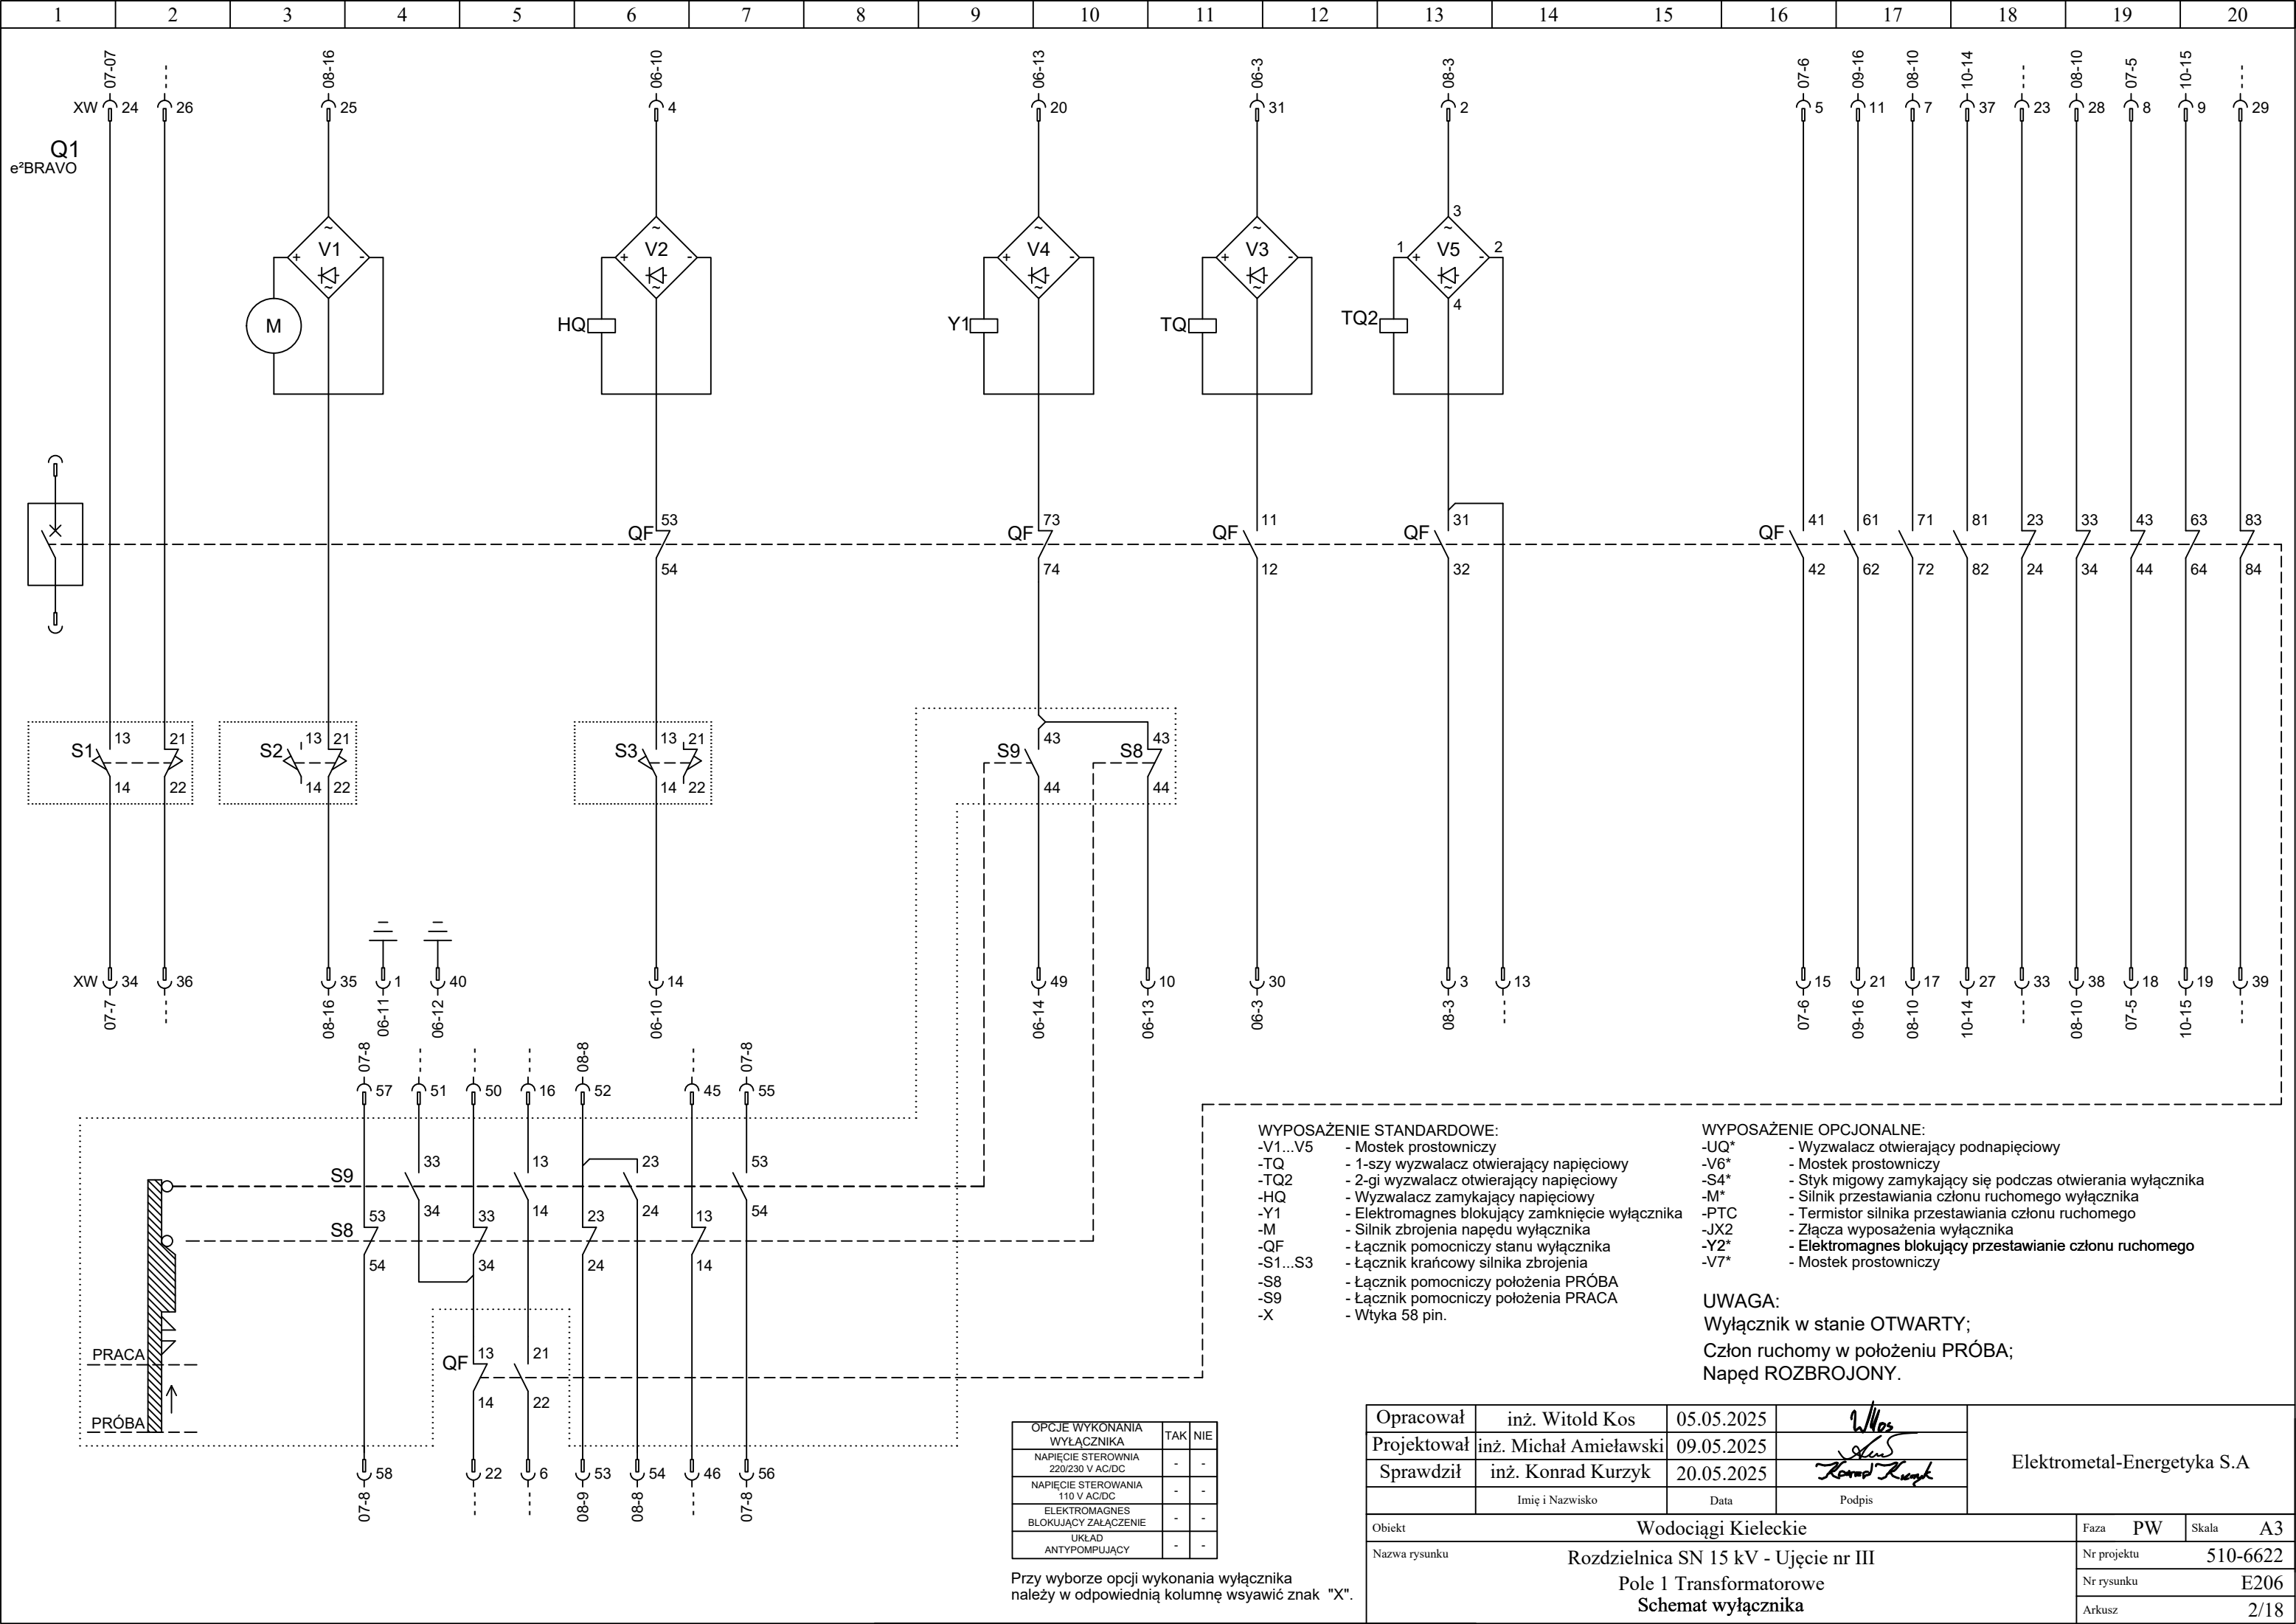 1 2 3 4 5 6 7 8 9 10 11 12 13 14 15 16 17 18 19 20
07-07 ---- 08-16 06-10 06-13 06-3 08-3 07-6 09-16 08-10 10-14 ---- 08-10 07-5 10-15 ----
XW 24 26 25 4 20 31 2 5 11 7 37 23 28 8 9 29
Q1
e²BRAVO
3
~ ~ ~ ~ ~
V1 V2 V4 V3 1 V5 2
+ - + - + - + - + -
~ ~ ~ ~ ~
4
M HQ Y1 TQ TQ2
53 73 11 31 41 61 71 81 23 33 43 63 83
QF QF QF QF QF
54 74 12 32 42 62 72 82 24 34 44 64 84
13 21 13 21 13 21 43 43
S1 S2 S3 S9 S8
14 22 14 22 14 22 44 44
XW 34 36 35 1 40 14 49 10 30 3 13 15 21 17 27 33 38 18 19 39
07-7 ---- 08-16 06-11 06-12 06-10 06-14 06-13 06-3 08-3 ---- 07-6 09-16 08-10 10-14 ---- 08-10 07-5 10-15 ----
07-8 ---- ---- ---- 08-8 ---- 07-8
57 51 50 16 52 45 55
33 13 23 53
S9
34 14 24 54
53 33 23 13
S8
54 34 24 14
PRACA
13 21
QF
14 22
PRÓBA
58 22 6 53 54 46 56
07-8 ---- ---- 08-9 08-8 ---- 07-8
WYPOSAŻENIE STANDARDOWE:
-V1...V5 - Mostek prostowniczy
-TQ - 1-szy wyzwalacz otwierający napięciowy
-TQ2 - 2-gi wyzwalacz otwierający napięciowy
-HQ - Wyzwalacz zamykający napięciowy
-Y1 - Elektromagnes blokujący zamknięcie wyłącznika
-M - Silnik zbrojenia napędu wyłącznika
-QF - Łącznik pomocniczy stanu wyłącznika
-S1...S3 - Łącznik krańcowy silnika zbrojenia
-S8 - Łącznik pomocniczy położenia PRÓBA
-S9 - Łącznik pomocniczy położenia PRACA
-X - Wtyka 58 pin.
WYPOSAŻENIE OPCJONALNE:
-UQ* - Wyzwalacz otwierający podnapięciowy
-V6* - Mostek prostowniczy
-S4* - Styk migowy zamykający się podczas otwierania wyłącznika
-M* - Silnik przestawiania członu ruchomego wyłącznika
-PTC - Termistor silnika przestawiania członu ruchomego
-JX2 - Złącza wyposażenia wyłącznika
-Y2* - Elektromagnes blokujący przestawianie członu ruchomego
-V7* - Mostek prostowniczy
UWAGA:
Wyłącznik w stanie OTWARTY;
Człon ruchomy w położeniu PRÓBA;
Napęd ROZBROJONY.
OPCJE WYKONANIA
WYŁĄCZNIKA TAK NIE
NAPIĘCIE STEROWNIA
220/230 V AC/DC - -
NAPIĘCIE STEROWANIA
110 V AC/DC - -
ELEKTROMAGNES
BLOKUJĄCY ZAŁĄCZENIE - -
UKŁAD
ANTYPOMPUJĄCY - -
Przy wyborze opcji wykonania wyłącznika
należy w odpowiednią kolumnę wsyawić znak "X".
Opracował inż. Witold Kos 05.05.2025 WKos
Projektował inż. Michał Amieławski 09.05.2025
Sprawdził inż. Konrad Kurzyk 20.05.2025 Konrad Kurzyk
Imię i Nazwisko Data Podpis
Elektrometal-Energetyka S.A
Obiekt Wodociągi Kieleckie Faza PW Skala A3
Nazwa rysunku Rozdzielnica SN 15 kV - Ujęcie nr III
Pole 1 Transformatorowe
Schemat wyłącznika
Nr projektu 510-6622
Nr rysunku E206
Arkusz 2/18